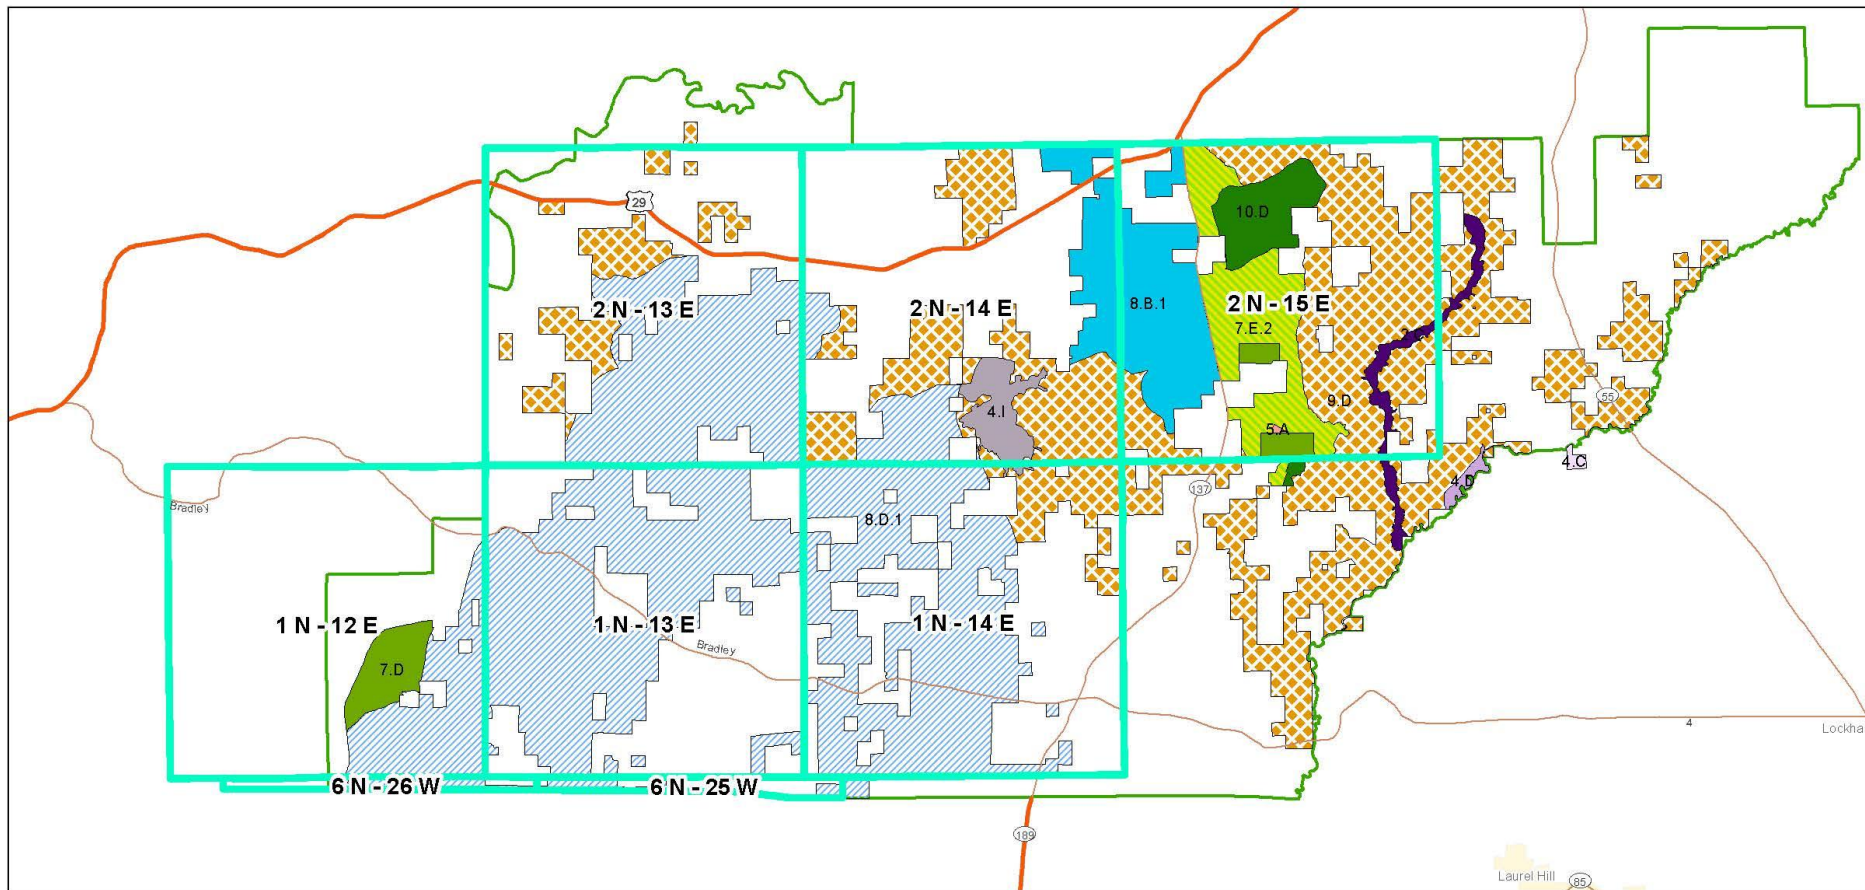 29
10.D
2 N - 13 E
2 N - 14 E
8.B.1
2 N - 15 E
7.E.2
9.D
55
4.I
5.A
4.C
4.D
137
Bradley
8.D.1
1 N - 12 E
1 N - 13 E
1 N - 14 E
Bradley
7.D
4
Lockha
6 N - 26 W
6 N - 25 W
189
Laurel Hill
85